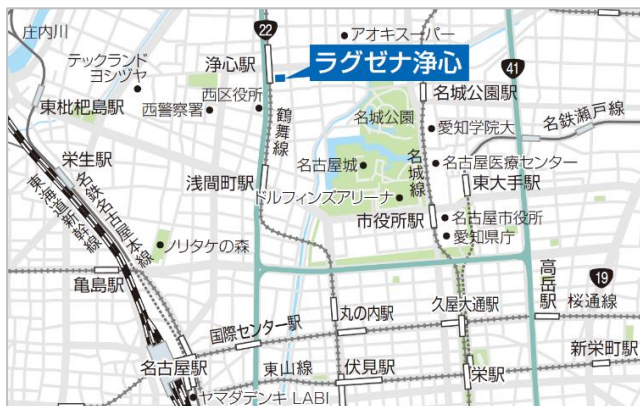 庄内川
22
アオキスーパー
テックランド
ヨシヅヤ
浄心駅
ラグゼナ浄心
41
西区役所
名城公園駅
東枇杷島駅
西警察署
鶴舞線
名城公園
愛知学院大
名鉄瀬戸線
栄生駅
名古屋城
名城線
名古屋医療センター
浅間町駅
東大手駅
東海道新幹線
名鉄名古屋本線
ドルフィンズアリーナ
市役所駅
名古屋市役所
愛知県庁
ノリタケの森
亀島駅
高岳駅
19
桜通線
丸の内駅
久屋大通駅
国際センター駅
名古屋駅
東山線
伏見駅
栄駅
新栄町駅
ヤマダデンキ LABI